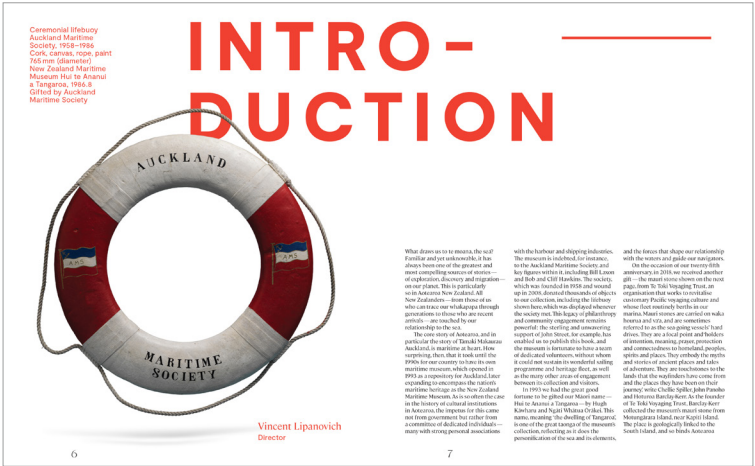 Ceremonial lifebuoy
Auckland Maritime
Society, 1958–1986
Cork, canvas, rope, paint
765 mm (diameter)
New Zealand Maritime
Museum Hui te Ananui
a Tangaroa, 1986.8
Gifted by Auckland
Maritime Society
INTRO-
DUCTION
AUCKLAND
AMS
AMS
MARITIME
SOCIETY
Vincent Lipanovich
Director
6
What draws us to te moana, the sea?
Familiar and yet unknowable, it has
always been one of the greatest and
most compelling sources of stories —
of exploration, discovery and migration —
on our planet. This is particularly
so in Aotearoa New Zealand. All
New Zealanders — from those of us
who can trace our whakapapa through
generations to those who are recent
arrivals — are touched by our
relationship to the sea.
The core story of Aotearoa, and in
particular the story of Tāmaki Makaurau
Auckland, is maritime at heart. How
surprising, then, that it took until the
1990s for our country to have its own
maritime museum, which opened in
1993 as a repository for Auckland, later
expanding to encompass the nation's
maritime heritage as the New Zealand
Maritime Museum. As is so often the case
in the history of cultural institutions
in Aotearoa, the impetus for this came
not from government but rather from
a committee of dedicated individuals —
many with strong personal associations
with the harbour and shipping industries.
The museum is indebted, for instance,
to the Auckland Maritime Society and
key figures within it, including Bill Laxon
and Bob and Cliff Hawkins. The society,
which was founded in 1958 and wound
up in 2008, donated thousands of objects
to our collection, including the lifebuoy
shown here, which was displayed whenever
the society met. This legacy of philanthropy
and community engagement remains
powerful: the sterling and unwavering
support of John Street, for example, has
enabled us to publish this book, and
the museum is fortunate to have a team
of dedicated volunteers, without whom
it could not sustain its wonderful sailing
programme and heritage fleet, as well
as the many other areas of engagement
between its collection and visitors.
In 1993 we had the great good
fortune to be gifted our Māori name —
Hui te Ananui a Tangaroa — by Hugh
Kāwharu and Ngāti Whātua Ōrākei. This
name, meaning 'the dwelling of Tangaroa',
is one of the great taonga of the museum's
collection, reflecting as it does the
personification of the sea and its elements,
and the forces that shape our relationship
with the waters and guide our navigators.
On the occasion of our twenty-fifth
anniversary, in 2018, we received another
gift — the mauri stone shown on the next
page, from Te Toki Voyaging Trust, an
organisation that works to revitalise
customary Pacific voyaging culture and
whose fleet routinely berths in our
marina. Mauri stones are carried on waka
hourua and vira, and are sometimes
referred to as the sea-going vessels' hard
drives. They are a focal point and 'holders
of intention, meaning, prayer, protection
and connectedness to homeland, peoples,
spirits and places. They embody the myths
and stories of ancient places and tales
of adventure. They are touchstones to the
lands that the wayfinders have come from
and the places they have been on their
journey', write Chellie Spiller, John Panoho
and Hoturoa Barclay-Kerr. As the founder
of Te Toki Voyaging Trust, Barclay-Kerr
collected the museum's mauri stone from
Motungārara Island, near Kapiti Island.
The place is geologically linked to the
South Island, and so binds Aotearoa
7